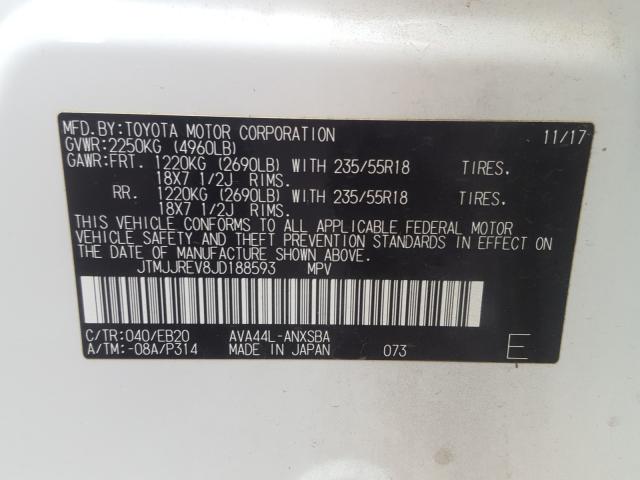 MFD.BY:TOYOTA MOTOR CORPORATION 11/17
GVWR:2250KG (4960LB)
GAWR:FRT. 1220KG (2690LB) WITH 235/55R18 TIRES.
18X7 1/2J RIMS.
RR. 1220KG (2690LB) WITH 235/55R18 TIRES.
18X7 1/2J RIMS.
THIS VEHICLE CONFORMS TO ALL APPLICABLE FEDERAL MOTOR
VEHICLE SAFETY AND THEFT PREVENTION STANDARDS IN EFFECT ON
THE DATE OF MANUFACTURE SHOWN ABOVE.
JTMJJREV8JD188593 MPV
C/TR:040/EB20 AVA44L-ANXSBA
A/TM:-08A/P314 MADE IN JAPAN 073 E